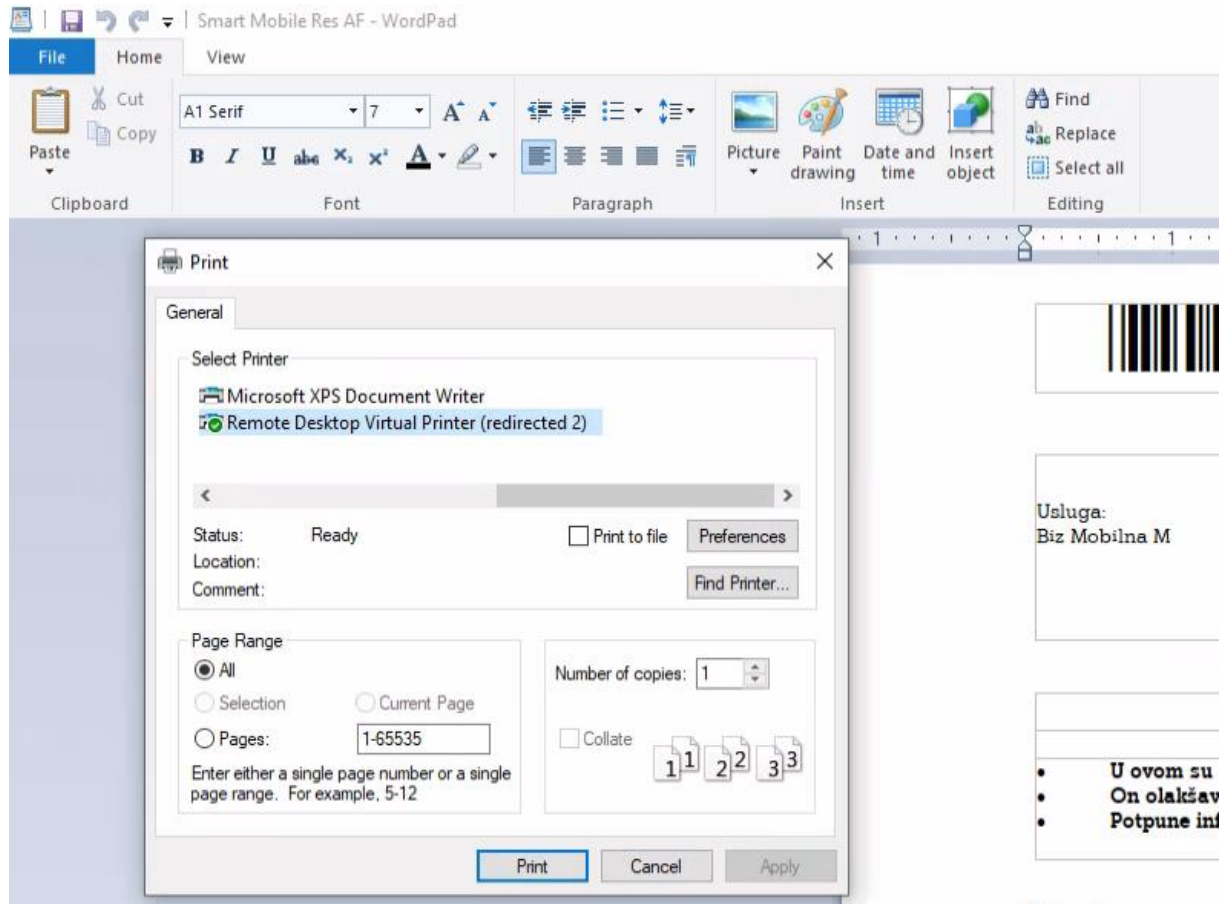 Smart Mobile Res AF - WordPad
File Home View
Paste
Cut
Copy
Clipboard
A1 Serif 7 A A
B I U abc X₂ X² A
Font
Paragraph
Picture
Paint drawing
Date and time
Insert object
Insert
Find
Replace
Select all
Editing
1 1
Print
General
Select Printer
Microsoft XPS Document Writer
Remote Desktop Virtual Printer (redirected 2)
Status: Ready
Location:
Comment:
Print to file
Preferences
Find Printer...
Page Range
All
Selection Current Page
Pages: 1-65535
Enter either a single page number or a single
page range. For example, 5-12
Number of copies: 1
Collate
1 1 2 2 3 3
Print Cancel Apply
Usluga:
Biz Mobilna M
• U ovom su
• On olakšav
• Potpune inf